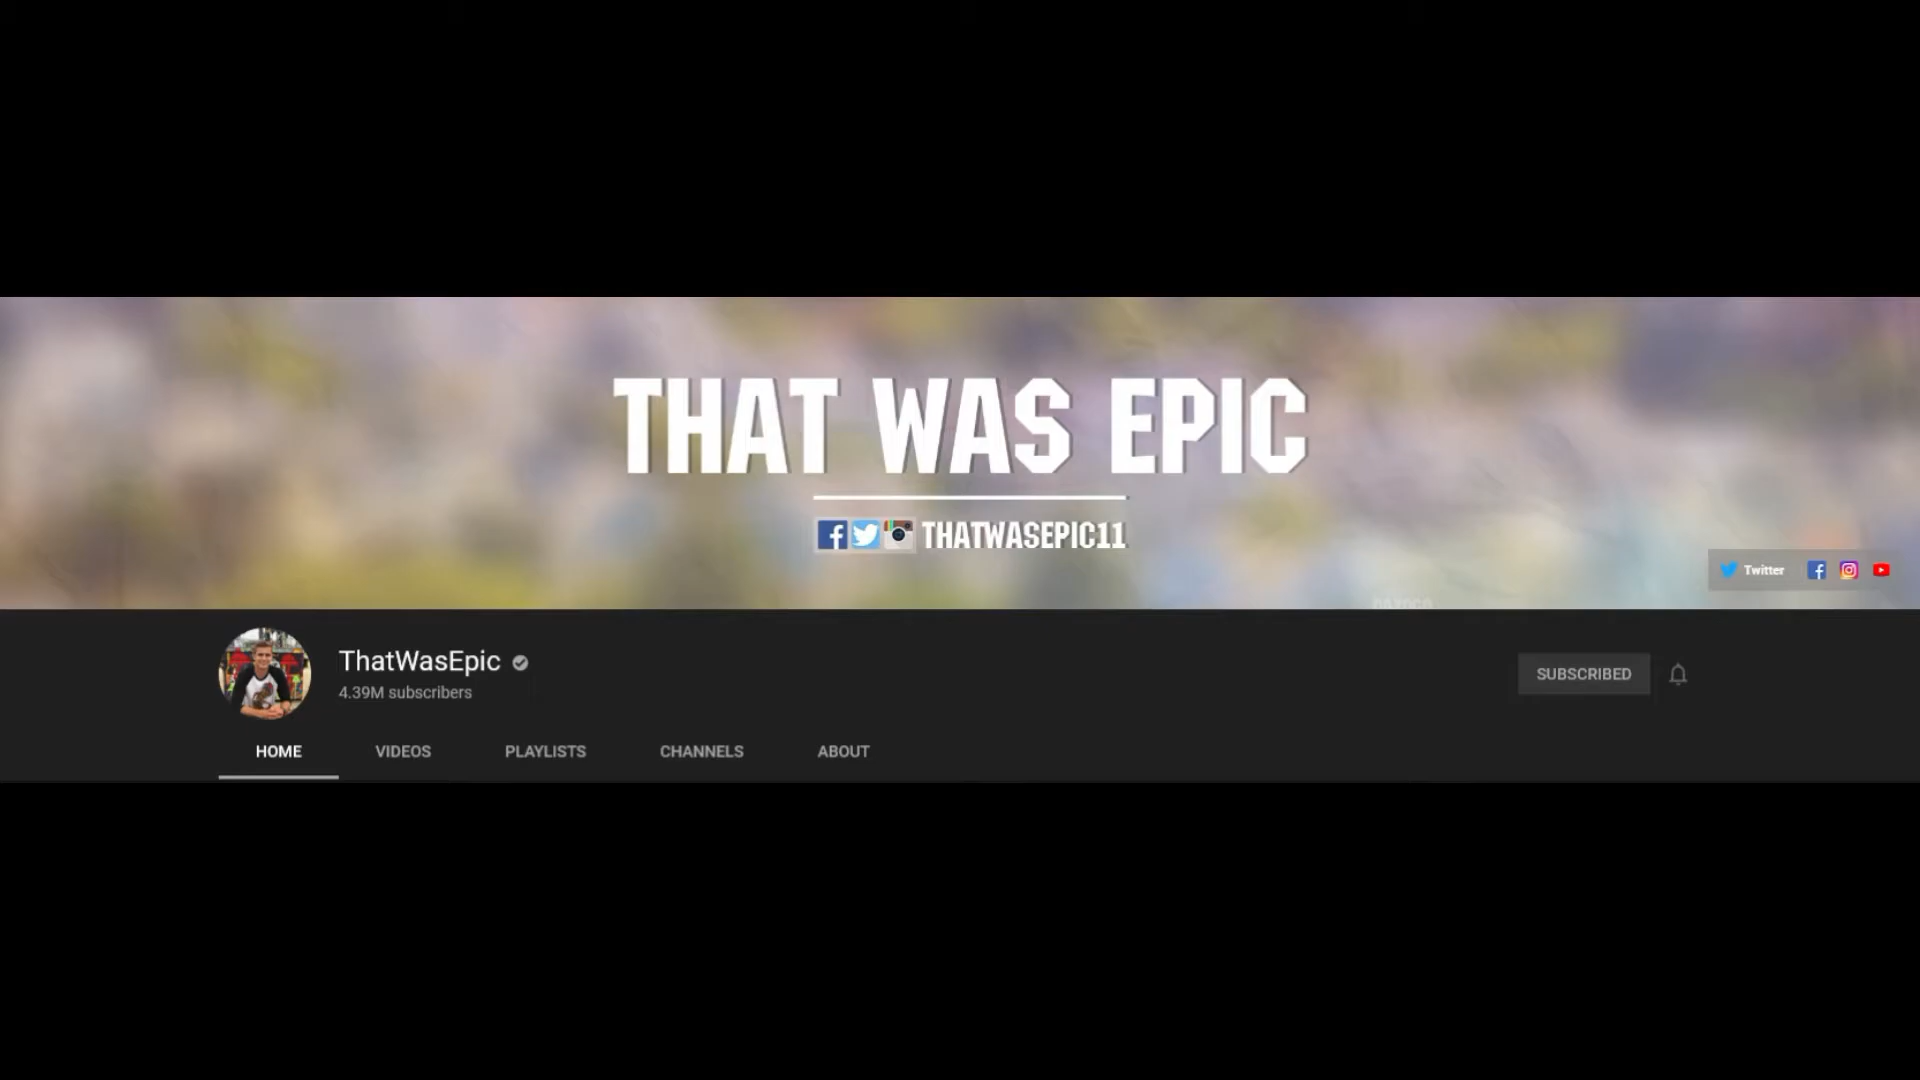 THAT WAS EPIC
THATWASEPIC11
Twitter
ThatWasEpic
4.39M subscribers
SUBSCRIBED
HOME VIDEOS PLAYLISTS CHANNELS ABOUT